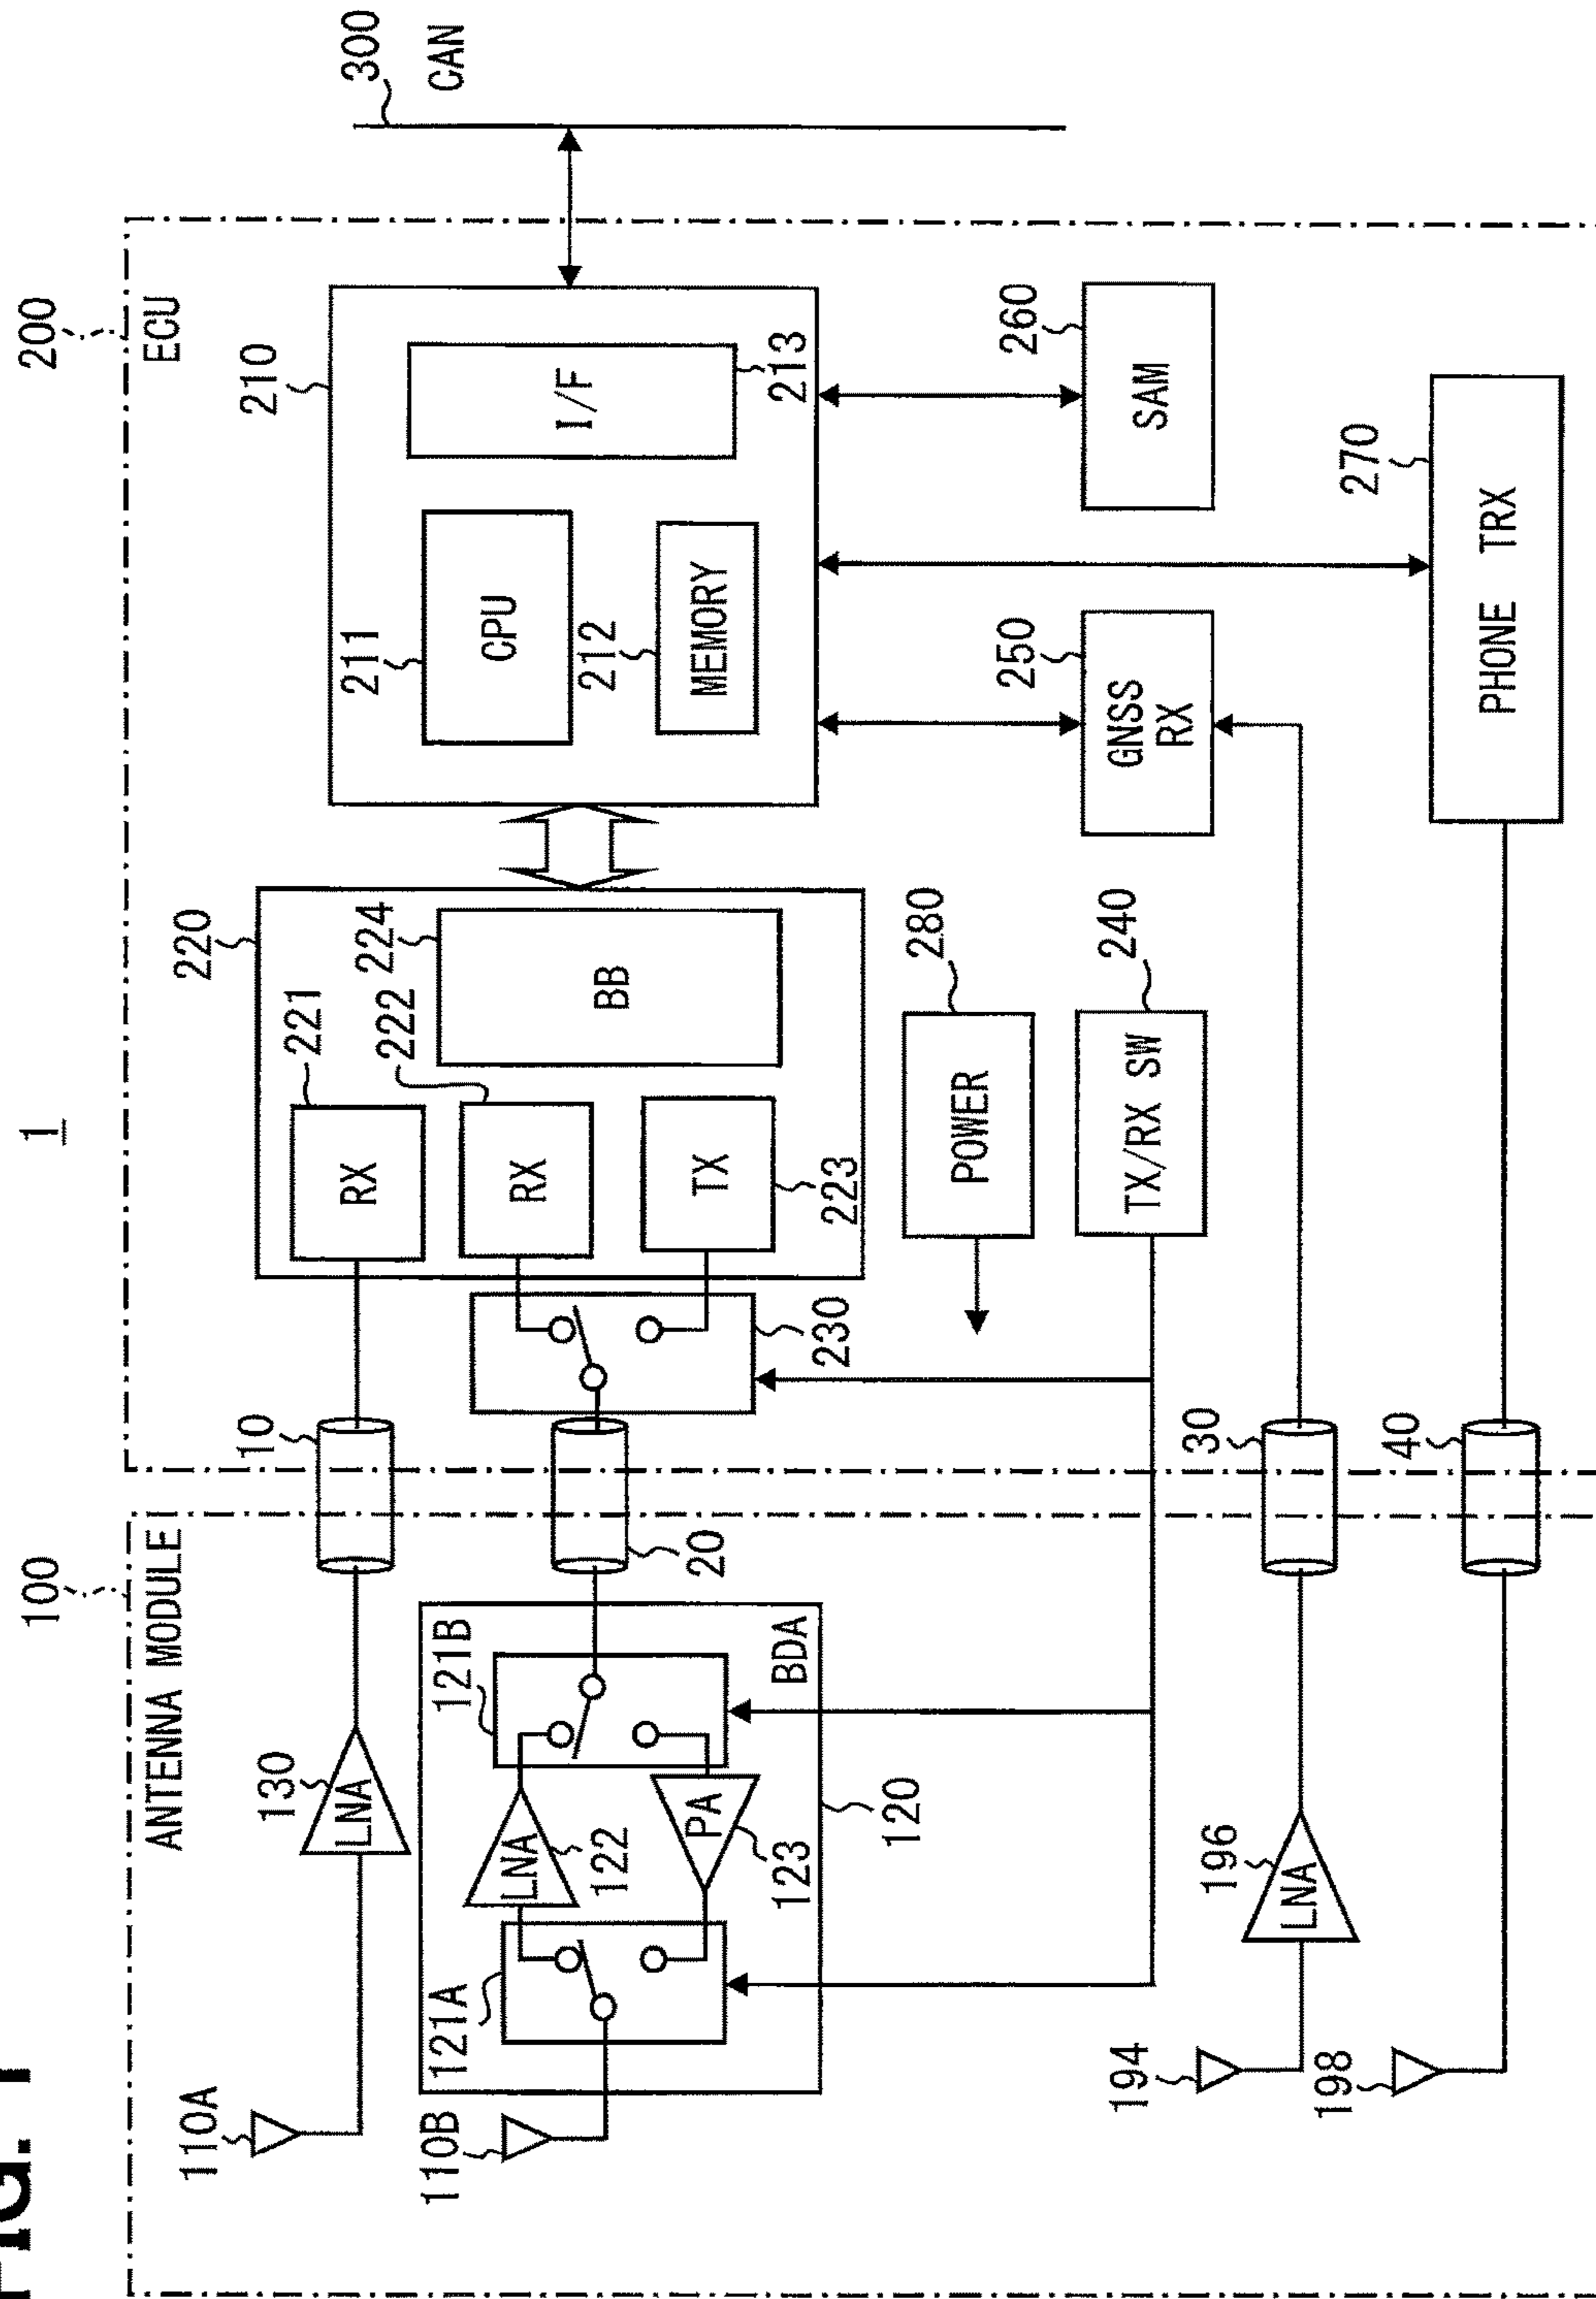 FIG. 1
1
100
ANTENNA MODULE
200
ECU
110A
130
LNA
10
220
221
RX
222
RX
224
BB
TX
223
210
211
CPU
212
MEMORY
I/F
213
300
CAN
110B
121A
LNA
122
PA
123
121B
BDA
120
20
230
POWER
280
TX/RX SW
240
GNSS
RX
250
SAM
260
194
LNA
196
30
198
40
PHONE TRX
270